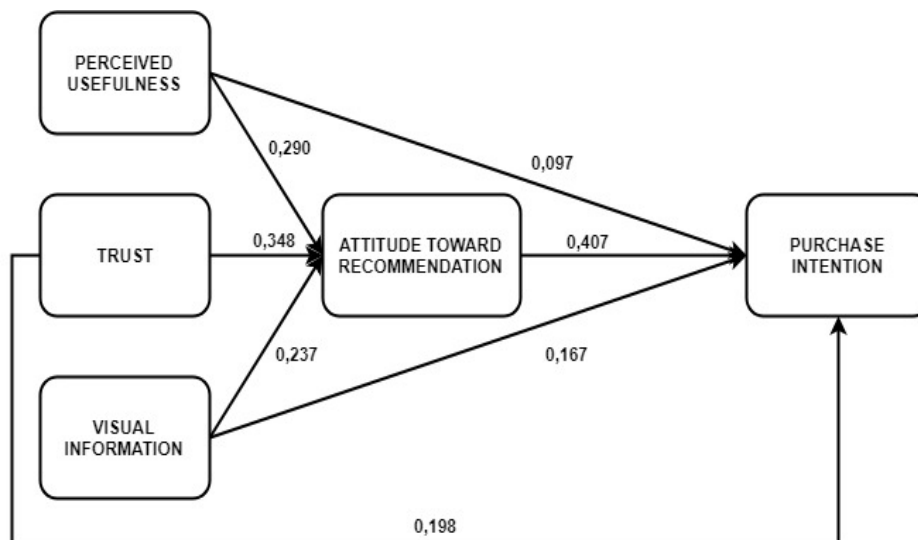 PERCEIVED
USEFULNESS
0,290
0,097
TRUST
0,348
ATTITUDE TOWARD
RECOMMENDATION
0,407
PURCHASE
INTENTION
0,237
0,167
VISUAL
INFORMATION
0,198